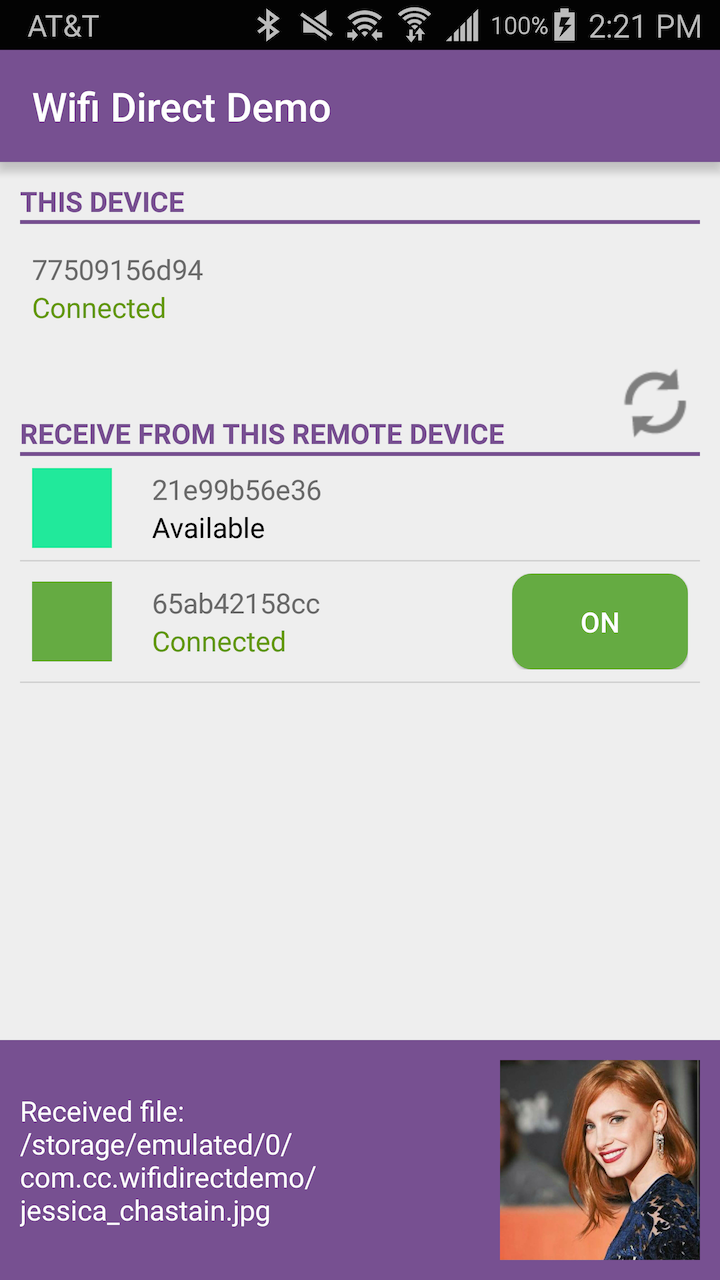 AT&T 100% 2:21 PM
Wifi Direct Demo
THIS DEVICE
77509156d94
Connected
RECEIVE FROM THIS REMOTE DEVICE
21e99b56e36
Available
65ab42158cc
Connected
ON
Received file:
/storage/emulated/0/
com.cc.wifidirectdemo/
jessica_chastain.jpg